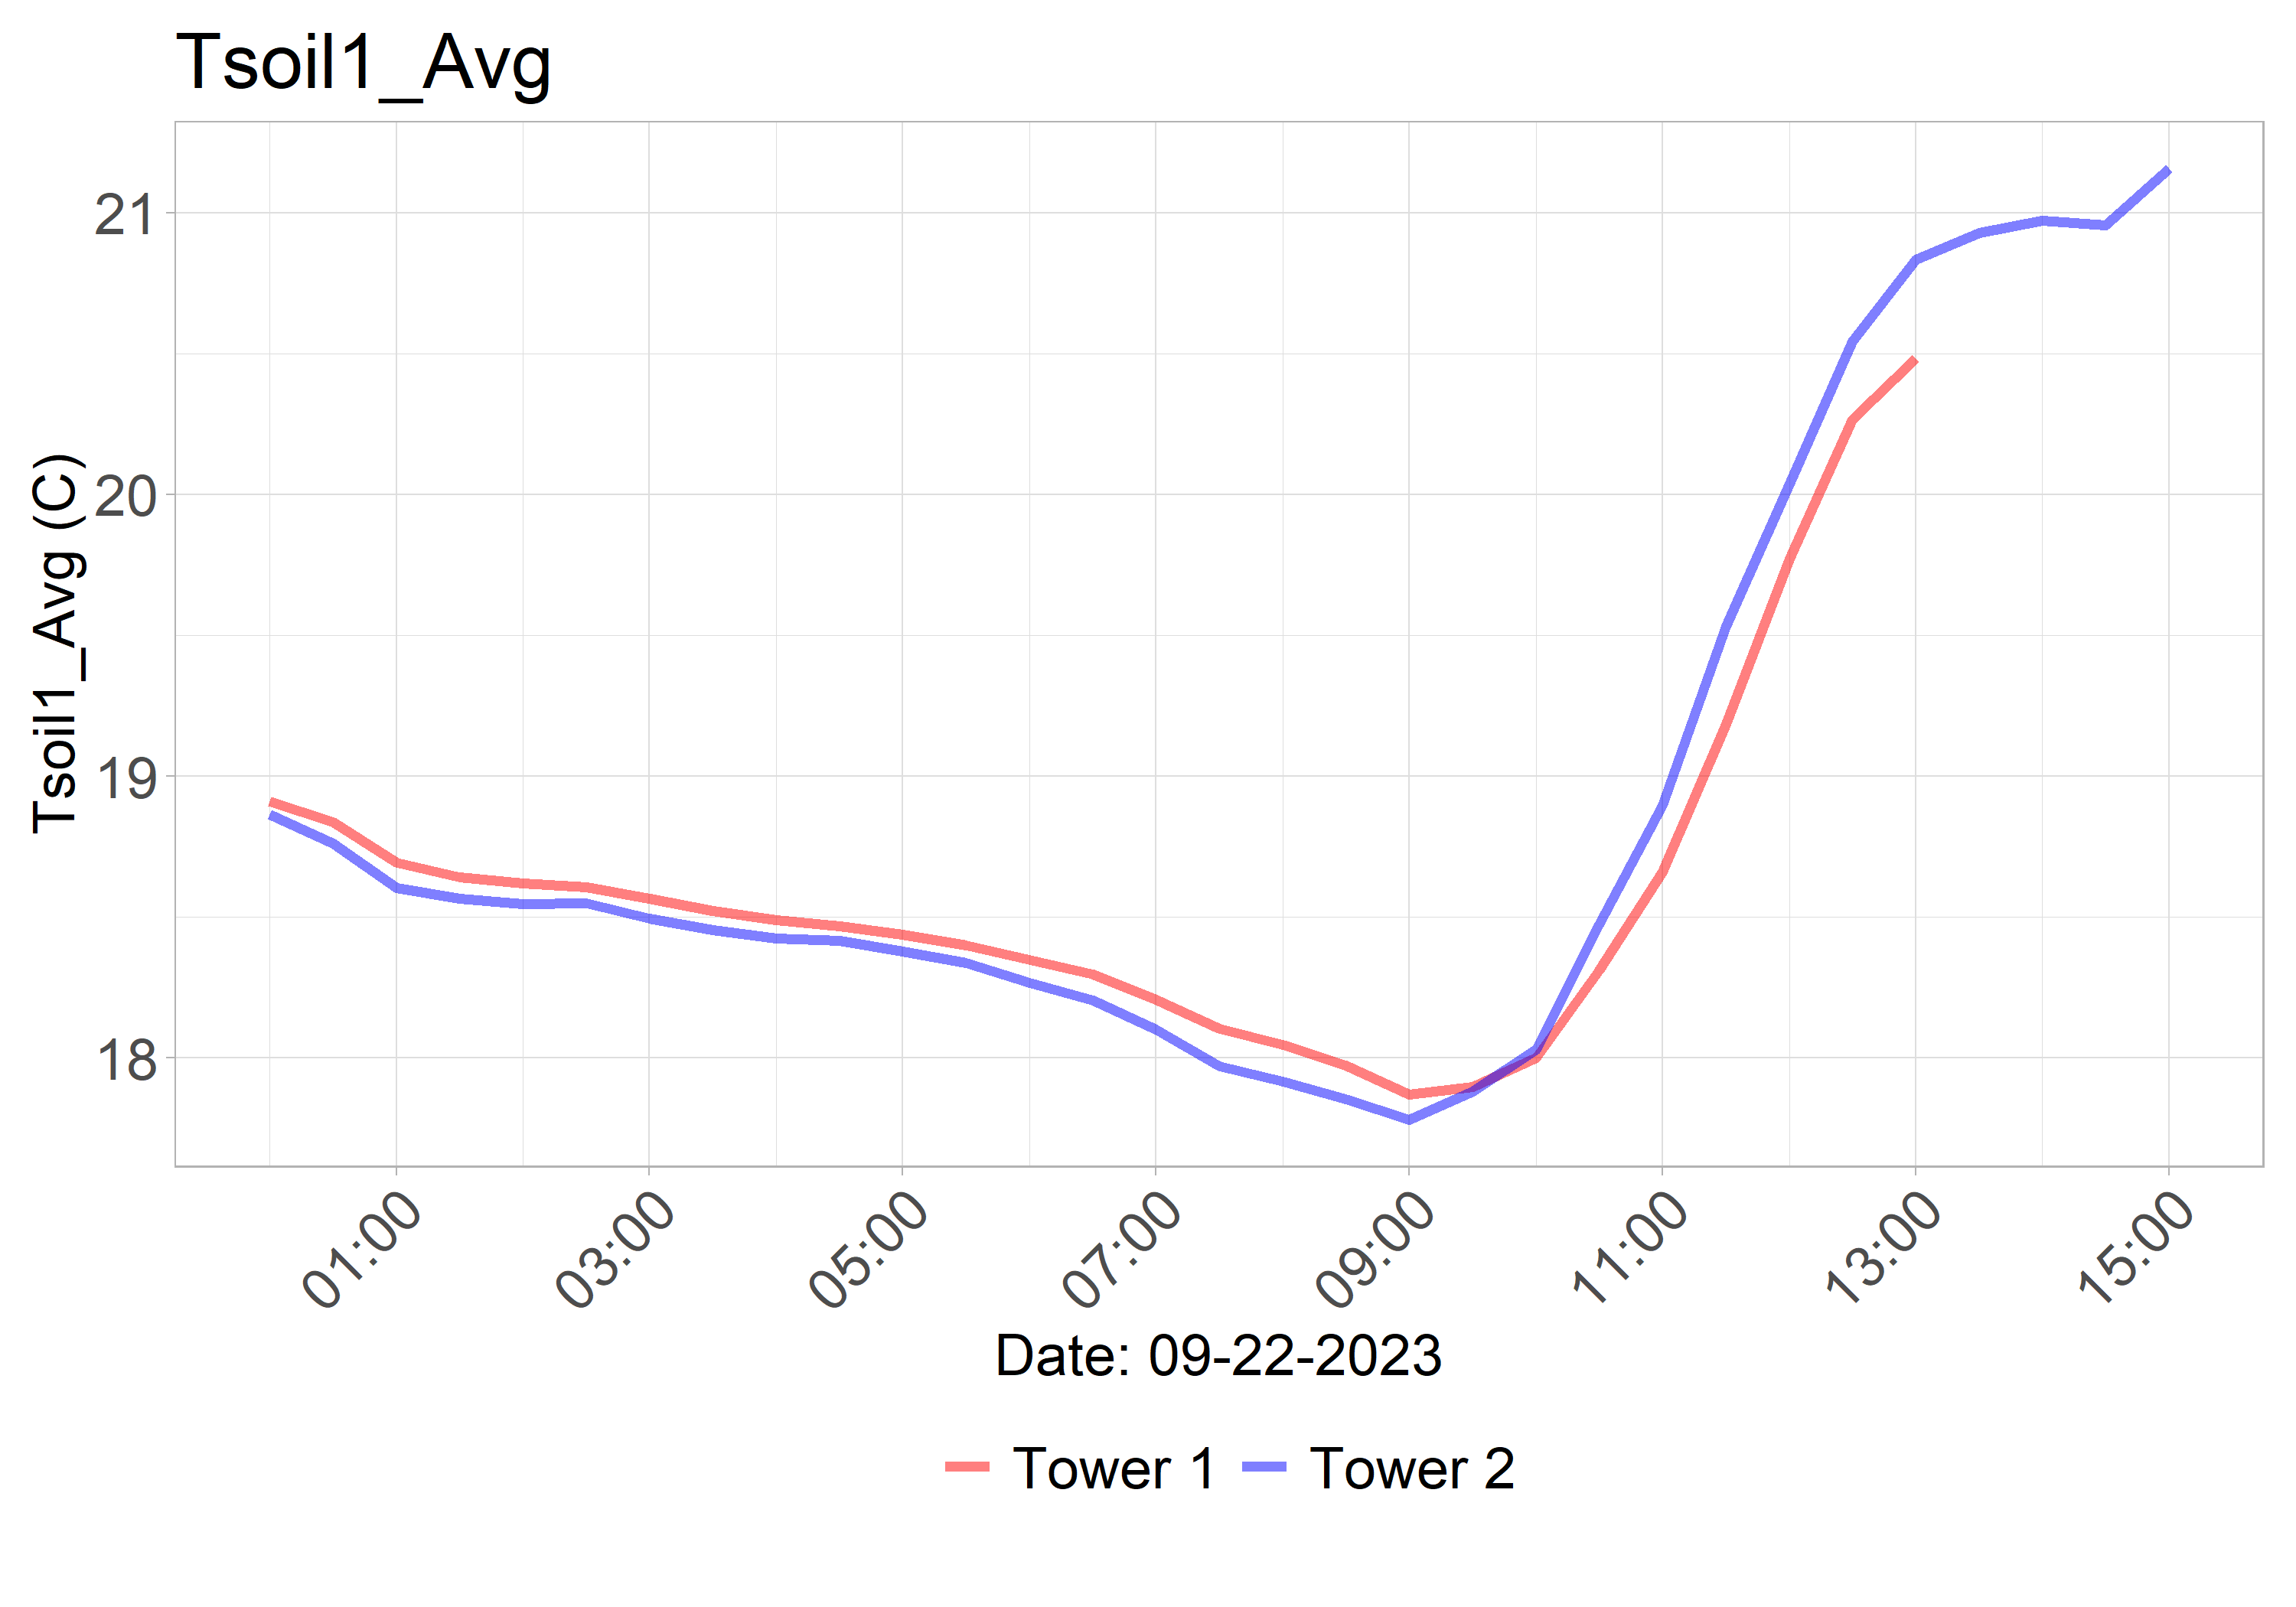 Tsoil1_Avg
Tsoil1_Avg (C)
21
20
19
18
01:00 03:00 05:00 07:00 09:00 11:00 13:00 15:00
Date: 09-22-2023
Tower 1 Tower 2